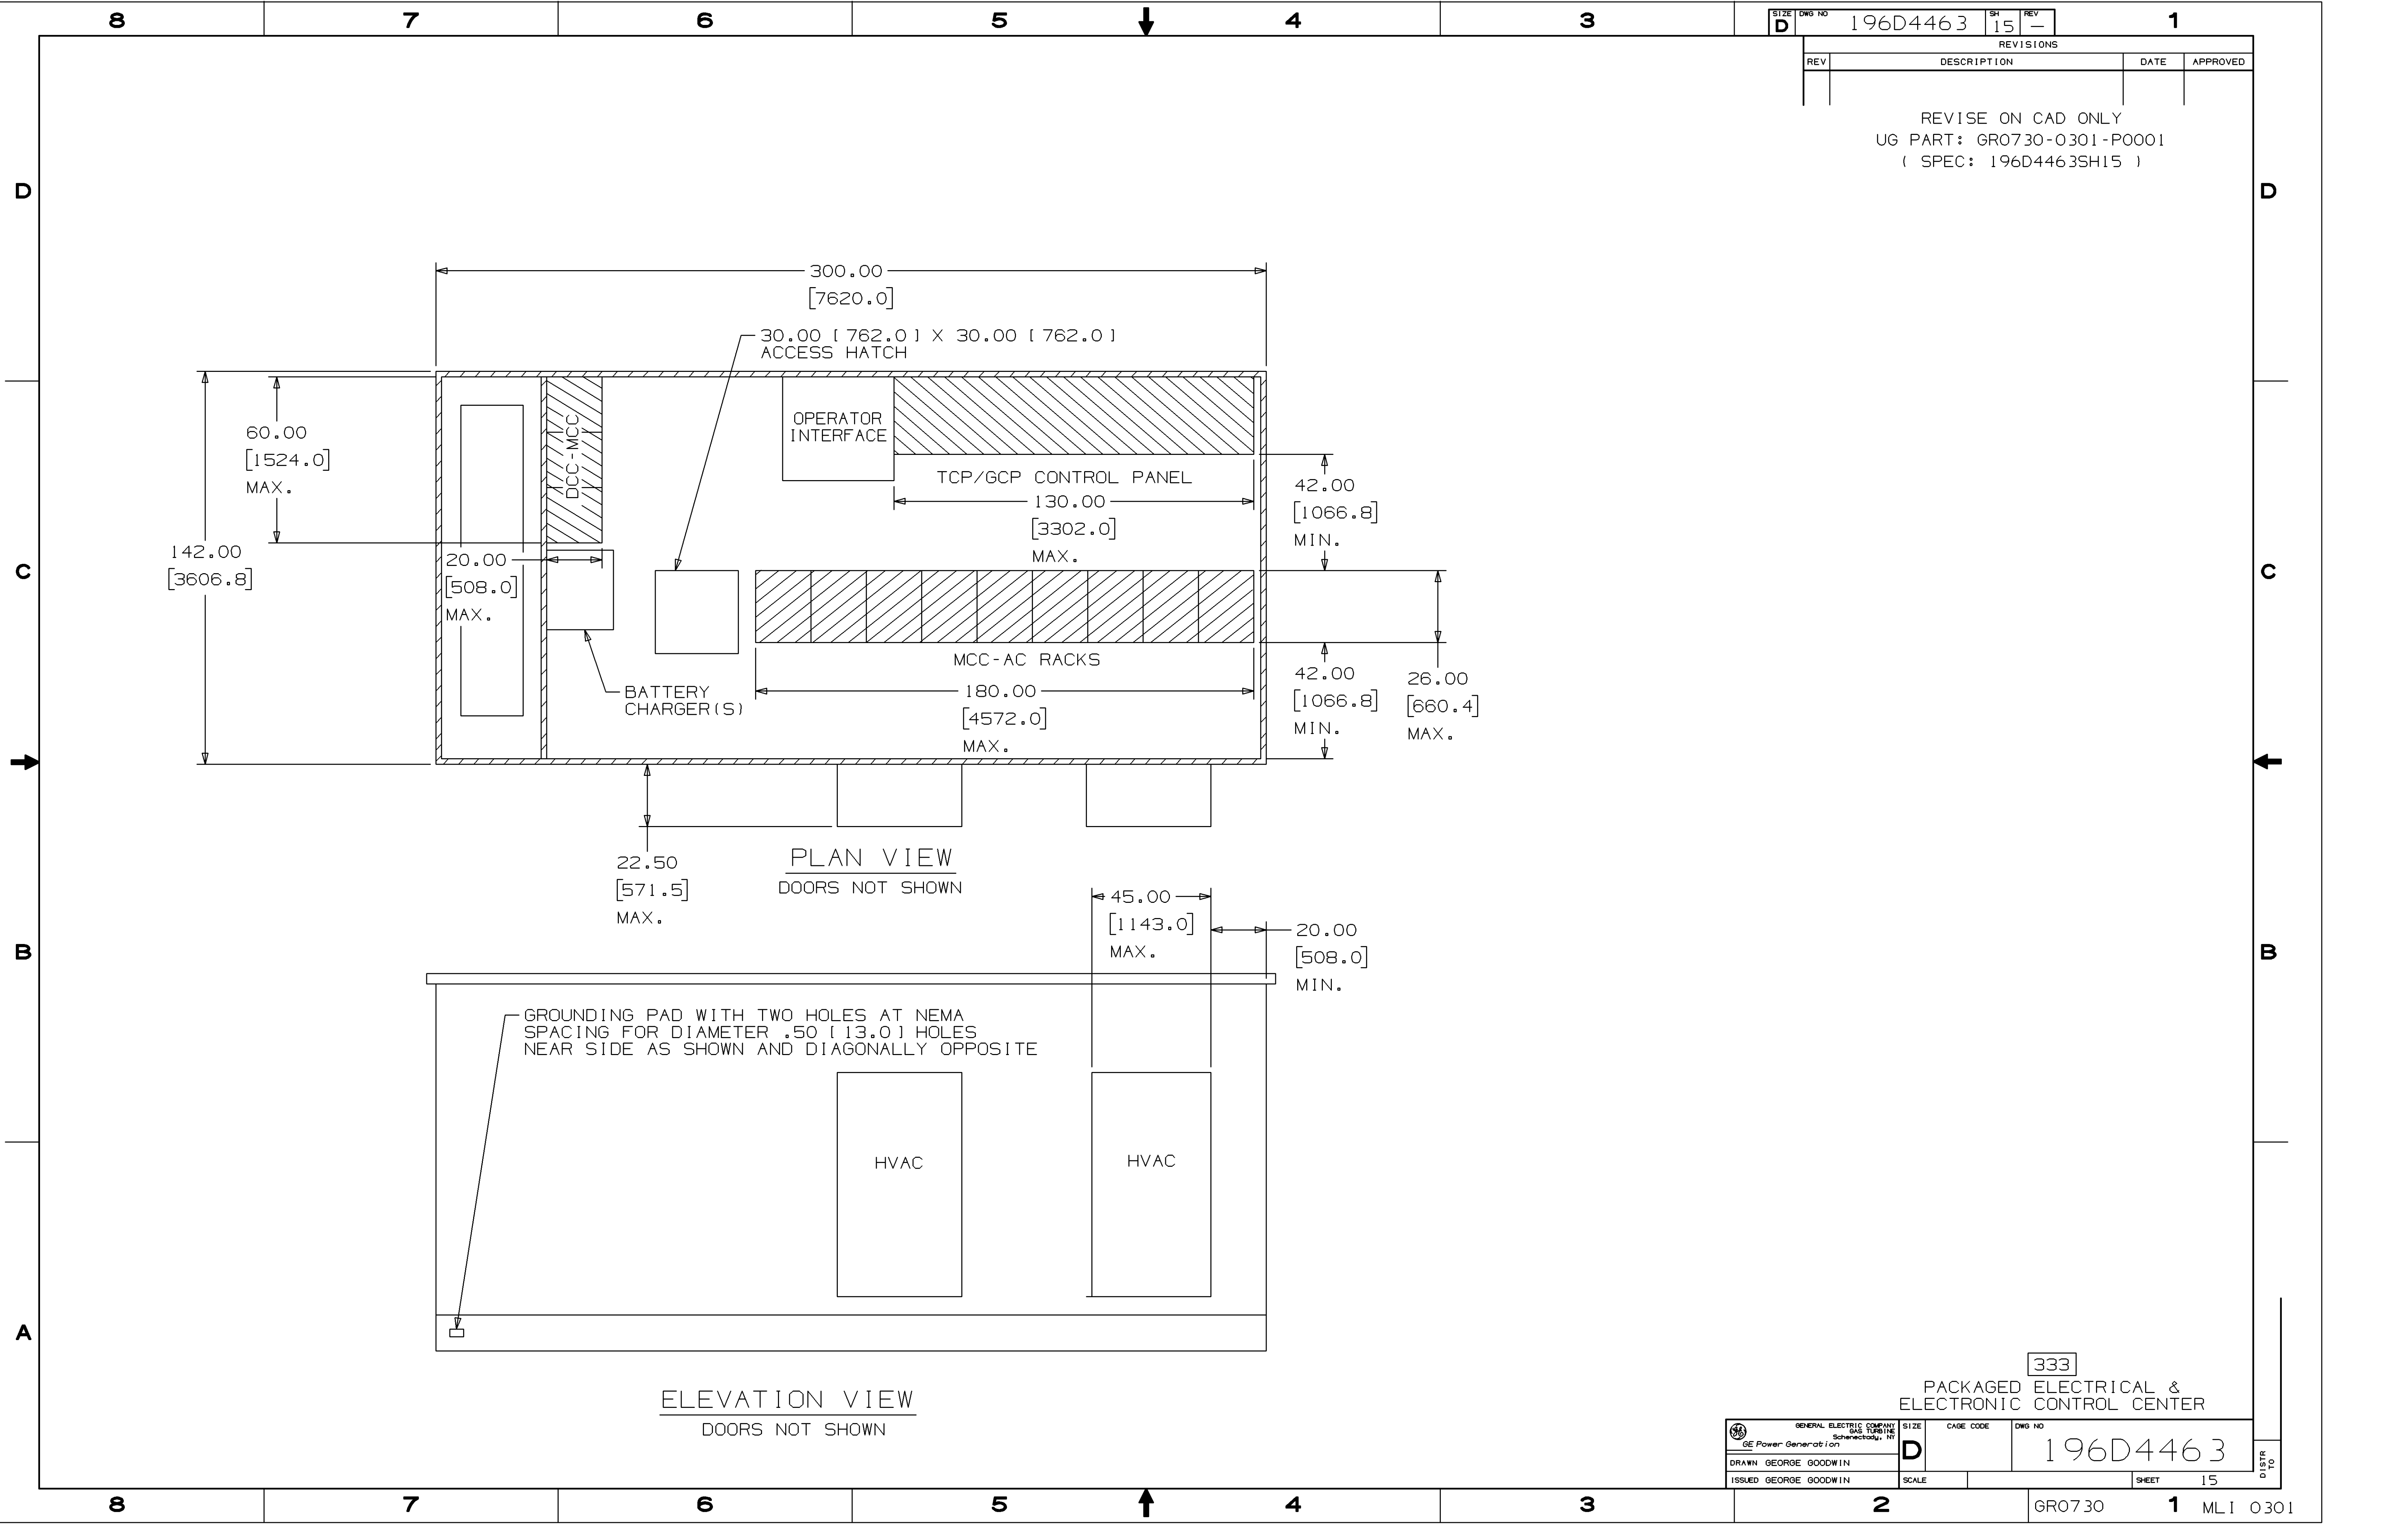 8 7 6 5 4 3 1
SIZE DWG NO SH REV
D 196D4463 15 —
REVISIONS
REV DESCRIPTION DATE APPROVED
REVISE ON CAD ONLY
UG PART: GR0730-0301-P0001
( SPEC: 196D4463SH15 )
D D
300.00
[7620.0]
30.00 [762.0] X 30.00 [762.0]
ACCESS HATCH
60.00
[1524.0]
MAX.
DCC-MCC
OPERATOR
INTERFACE
TCP/GCP CONTROL PANEL
130.00
[3302.0]
MAX.
42.00
[1066.8]
MIN.
142.00
[3606.8]
20.00
[508.0]
MAX.
C C
MCC-AC RACKS
180.00
[4572.0]
MAX.
BATTERY
CHARGER(S)
42.00
[1066.8]
MIN.
26.00
[660.4]
MAX.
22.50
[571.5]
MAX.
PLAN VIEW
DOORS NOT SHOWN
45.00
[1143.0]
MAX.
20.00
[508.0]
MIN.
B B
GROUNDING PAD WITH TWO HOLES AT NEMA
SPACING FOR DIAMETER .50 [13.0] HOLES
NEAR SIDE AS SHOWN AND DIAGONALLY OPPOSITE
HVAC HVAC
A
ELEVATION VIEW
DOORS NOT SHOWN
333
PACKAGED ELECTRICAL &
ELECTRONIC CONTROL CENTER
GENERAL ELECTRIC COMPANY
GAS TURBINE
Schenectady, NY
GE Power Generation
DRAWN GEORGE GOODWIN
ISSUED GEORGE GOODWIN
SIZE CAGE CODE DWG NO
D 196D4463
SCALE SHEET 15
DISTR
TO
8 7 6 5 4 3 2 GR0730 1 MLI 0301